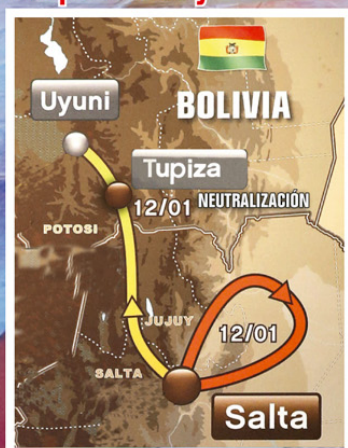 Uyuni
BOLIVIA
Tupiza
12/01 NEUTRALIZACIÓN
POTOSI
JUJUY
12/01
SALTA
Salta